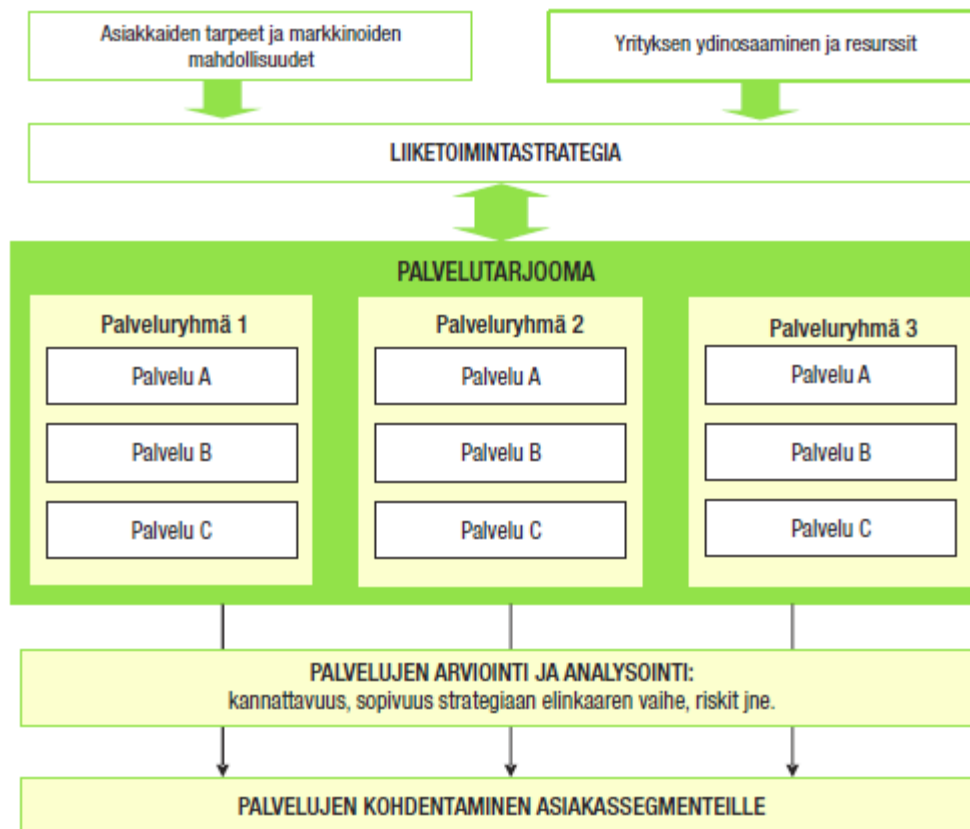 Asiakkaiden tarpeet ja markkinoiden
mahdollisuudet
Yrityksen ydinosaaminen ja resurssit
LIIKETOIMINTASTRATEGIA
PALVELUTARJOOMA
Palveluryhmä 1
Palvelu A
Palvelu B
Palvelu C
Palveluryhmä 2
Palvelu A
Palvelu B
Palvelu C
Palveluryhmä 3
Palvelu A
Palvelu B
Palvelu C
PALVELUJEN ARVIOINTI JA ANALYSOINTI:
kannattavuus, sopivuus strategiaan elinkaaren vaihe, riskit jne.
PALVELUJEN KOHDENTAMINEN ASIAKASSEGMENTEILLE